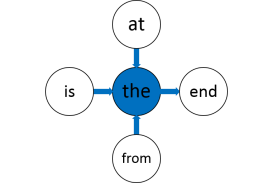 at
is the end
from